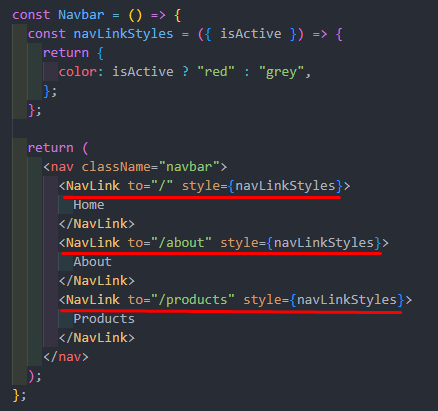 const Navbar = () => {
  const navLinkStyles = ({ isActive }) => {
    return {
      color: isActive ? "red" : "grey",
    };
  };

  return (
    <nav className="navbar">
      <NavLink to="/" style={navLinkStyles}>
        Home
      </NavLink>
      <NavLink to="/about" style={navLinkStyles}>
        About
      </NavLink>
      <NavLink to="/products" style={navLinkStyles}>
        Products
      </NavLink>
    </nav>
  );
};